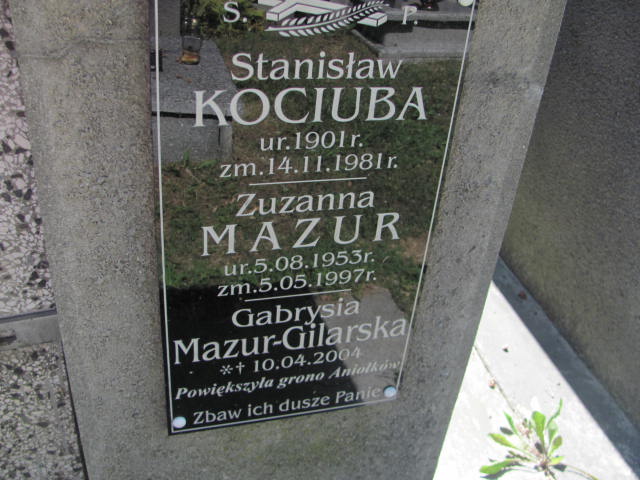 S. P.
Stanisław
KOCIUBA
ur.1901r.
zm.14.11.1981r.
Zuzanna
MAZUR
ur.5.08.1953r.
zm.5.05.1997r.
Gabrysia
Mazur-Gilarska
*† 10.04.2004
Powiększyła grono Aniołków
Zbaw ich dusze Panie